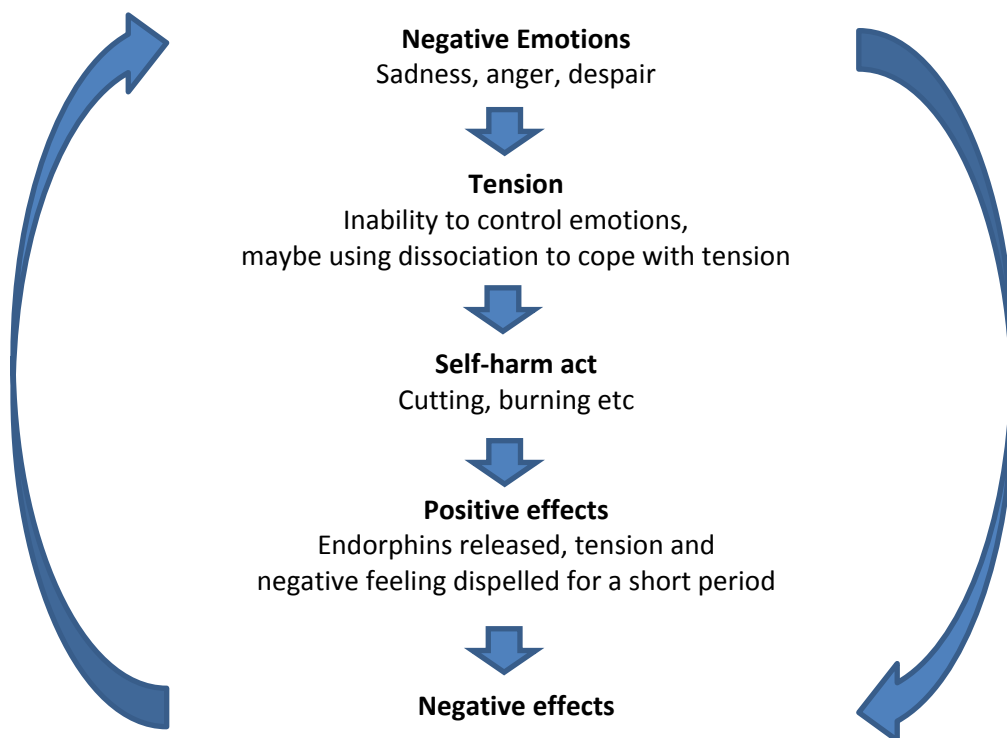 Negative Emotions
Sadness, anger, despair
Tension
Inability to control emotions,
maybe using dissociation to cope with tension
Self-harm act
Cutting, burning etc
Positive effects
Endorphins released, tension and
negative feeling dispelled for a short period
Negative effects